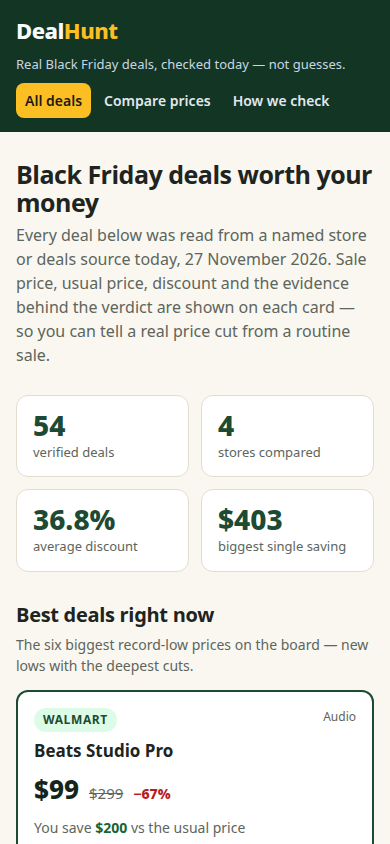 DealHunt
Real Black Friday deals, checked today — not guesses.
All deals
Compare prices
How we check
Black Friday deals worth your
money
Every deal below was read from a named store
or deals source today, 27 November 2026. Sale
price, usual price, discount and the evidence
behind the verdict are shown on each card —
so you can tell a real price cut from a routine
sale.
54
verified deals
4
stores compared
36.8%
average discount
$403
biggest single saving
Best deals right now
The six biggest record-low prices on the board — new
lows with the deepest cuts.
WALMART
Audio
Beats Studio Pro
$99 $299 −67%
You save $200 vs the usual price